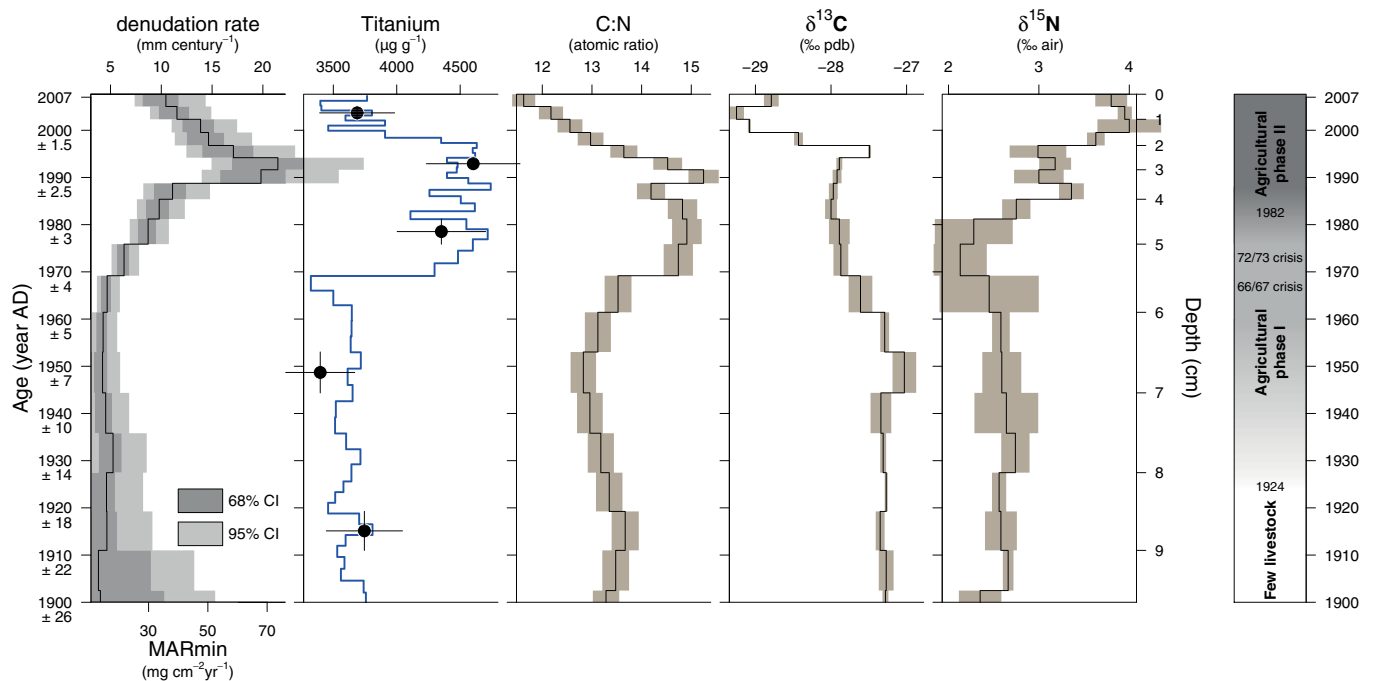 denudation rate
(mm century⁻¹)
5 10 15 20
Titanium
(µg g⁻¹)
3500 4000 4500
C:N
(atomic ratio)
12 13 14 15
δ¹³C
(‰ pdb)
−29 −28 −27
δ¹⁵N
(‰ air)
2 3 4
Age (year AD)
2007
2000
± 1.5
1990
± 2.5
1980
± 3
1970
± 4
1960
± 5
1950
± 7
1940
± 10
1930
± 14
1920
± 18
1910
± 22
1900
± 26
68% CI
95% CI
30 50 70
MARmin
(mg cm⁻²yr⁻¹)
0
1
2
3
4
5
6
7
8
9
Depth (cm)
Agricultural
phase II
1982
72/73 crisis
66/67 crisis
Agricultural
phase I
1924
Few livestock
2007
2000
1990
1980
1970
1960
1950
1940
1930
1920
1910
1900